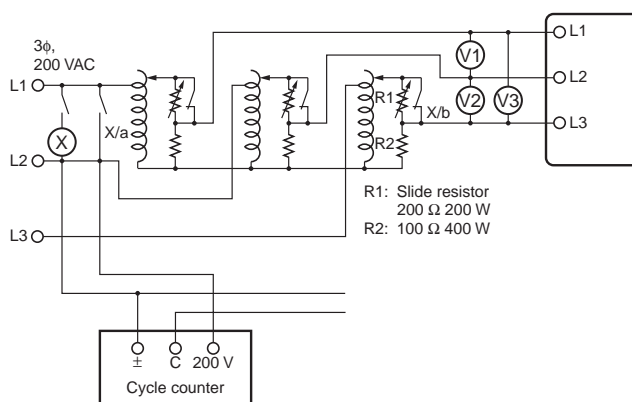 3ϕ,
200 VAC
L1
L2
L3
X
X/a
R1
R2
X/b
V1
V2
V3
L1
L2
L3
R1: Slide resistor
200 Ω 200 W
R2: 100 Ω 400 W
± C 200 V
Cycle counter